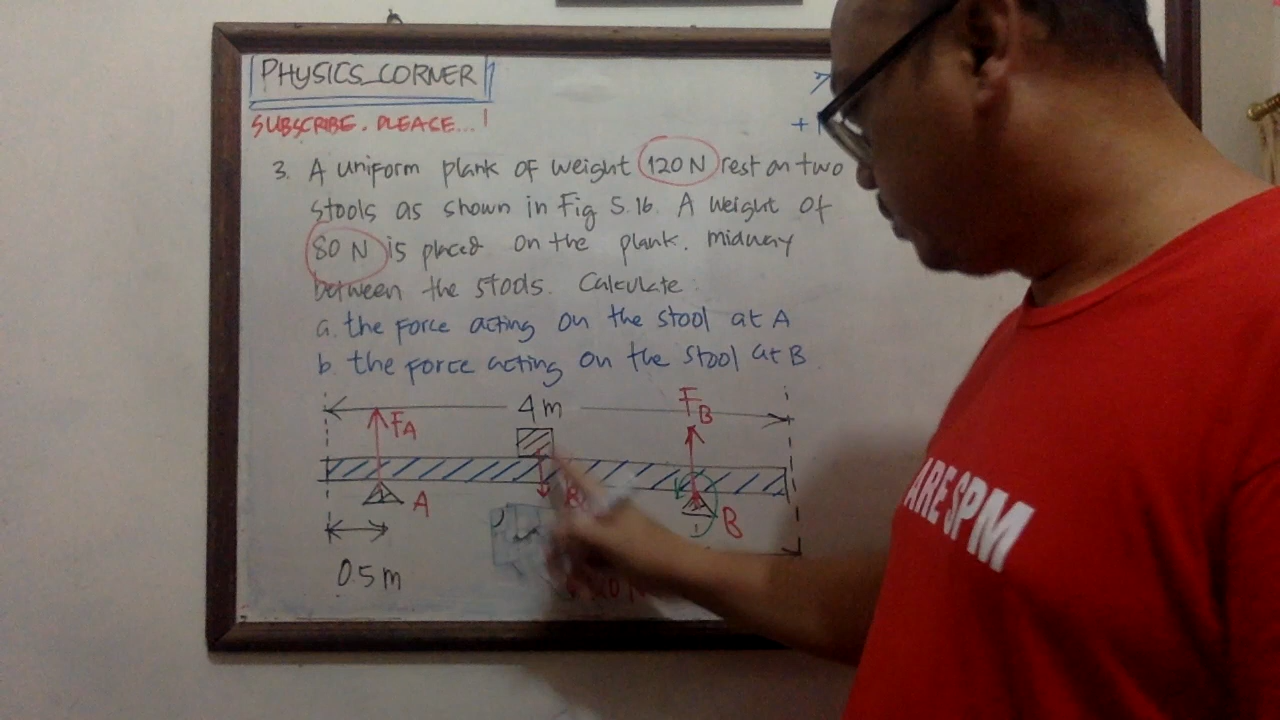 PHYSICS_CORNER
SUBSCRIBE. PLEASE... !
3. A uniform plank of weight 120 N rest on two
stools as shown in Fig 5.16. A weight of
80 N is placed on the plank. midway
between the stools. Calculate
a. the force acting on the stool at A
b. the force acting on the stool at B
4 m
FA
FB
A
B
0.5 m
ARE SPM